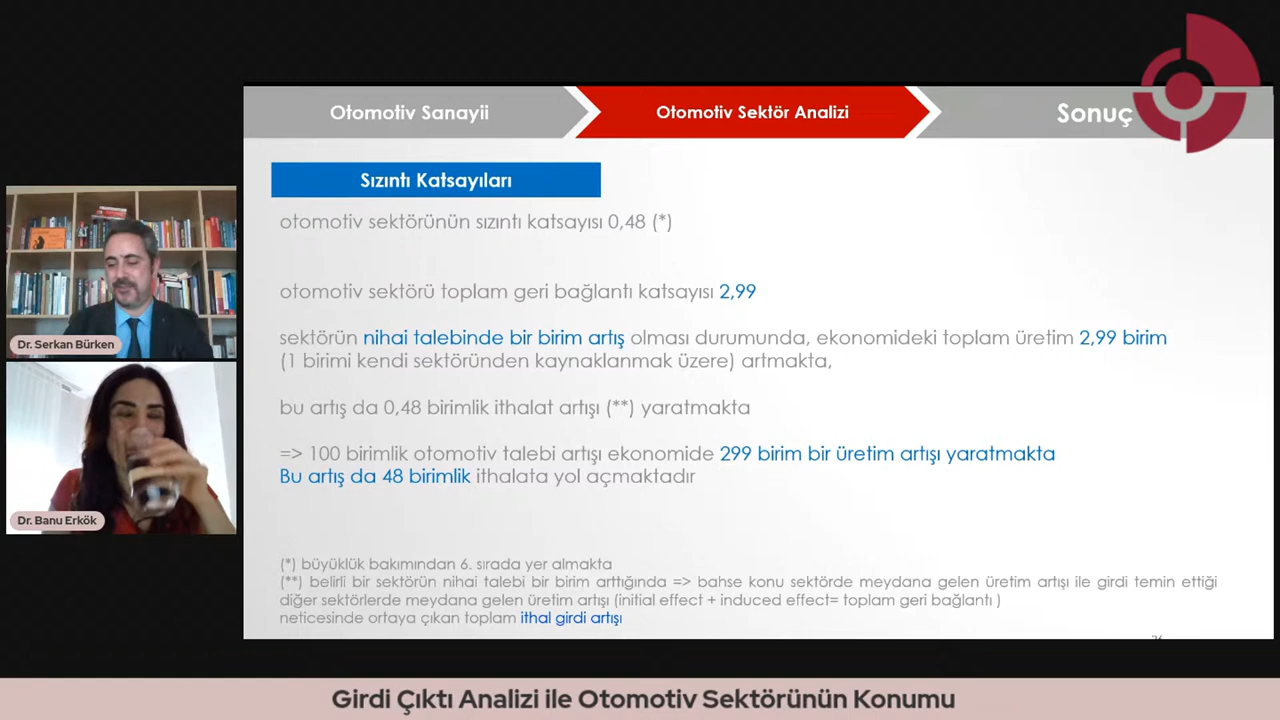 Otomotiv Sanayii
Otomotiv Sektör Analizi
Sonuç
Sızıntı Katsayıları
otomotiv sektörünün sızıntı katsayısı 0,48 (*)
otomotiv sektörü toplam geri bağlantı katsayısı 2,99
sektörün nihai talebinde bir birim artış olması durumunda, ekonomideki toplam üretim 2,99 birim
(1 birimi kendi sektöründen kaynaklanmak üzere) artmakta,
bu artış da 0,48 birimlik ithalat artışı (**) yaratmakta
=> 100 birimlik otomotiv talebi artışı ekonomide 299 birim bir üretim artışı yaratmakta
Bu artış da 48 birimlik ithalata yol açmaktadır
(*) büyüklük bakımından 6. sırada yer almakta
(**) belirli bir sektörün nihai talebi bir birim arttığında => bahse konu sektörde meydana gelen üretim artışı ile girdi temin ettiği
diğer sektörlerde meydana gelen üretim artışı (initial effect + induced effect= toplam geri bağlantı )
neticesinde ortaya çıkan toplam ithal girdi artışı
Dr. Serkan Bürken
Dr. Banu Erkök
Girdi Çıktı Analizi ile Otomotiv Sektörünün Konumu